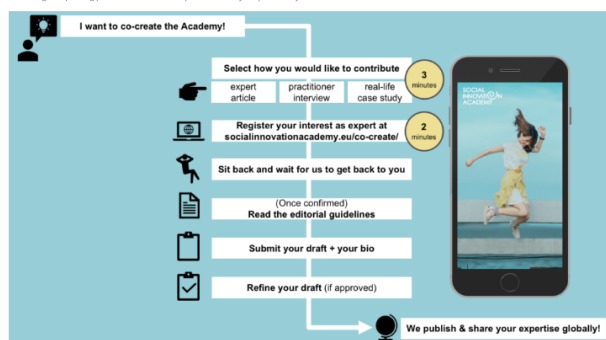 I want to co-create the Academy!
Select how you would like to contribute
3
minutes
expert
article
practitioner
interview
real-life
case study
Register your interest as expert at
socialinnovationacademy.eu/co-create/
2
minutes
Sit back and wait for us to get back to you
(Once confirmed)
Read the editorial guidelines
Submit your draft + your bio
Refine your draft (if approved)
We publish & share your expertise globally!
SOCIAL
INNOVATION
ACADEMY